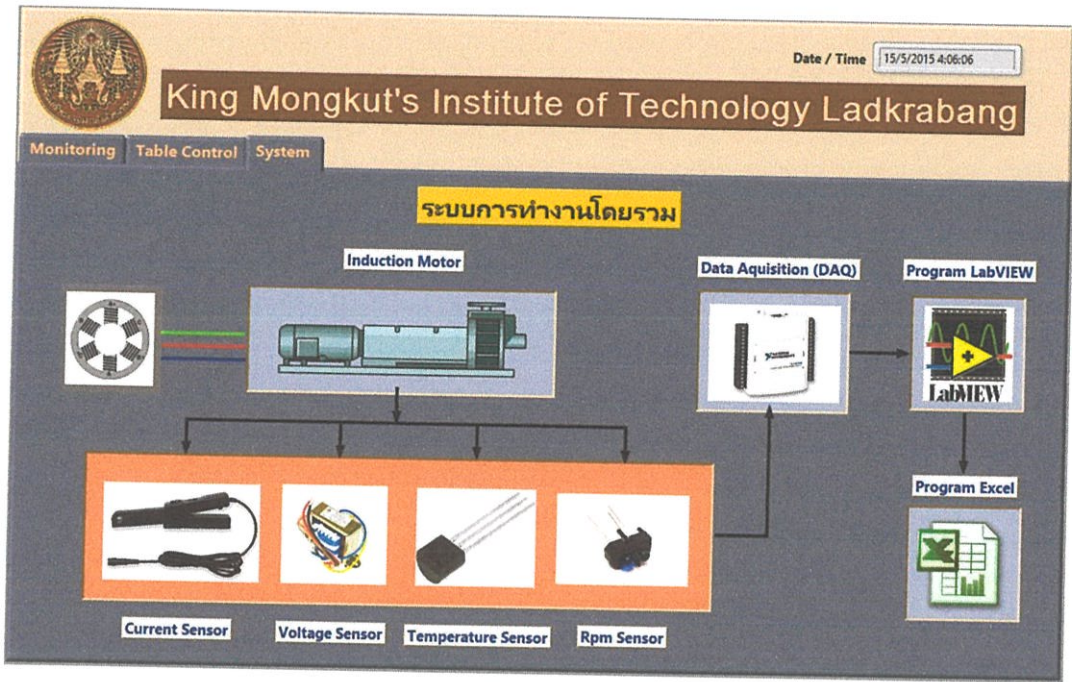 Date / Time 15/5/2015 4:06:06
King Mongkut's Institute of Technology Ladkrabang
Monitoring Table Control System
ระบบการทำงานโดยรวม
Induction Motor
Data Aquisition (DAQ)
Program LabVIEW
LabVIEW
Program Excel
Current Sensor
Voltage Sensor
Temperature Sensor
Rpm Sensor